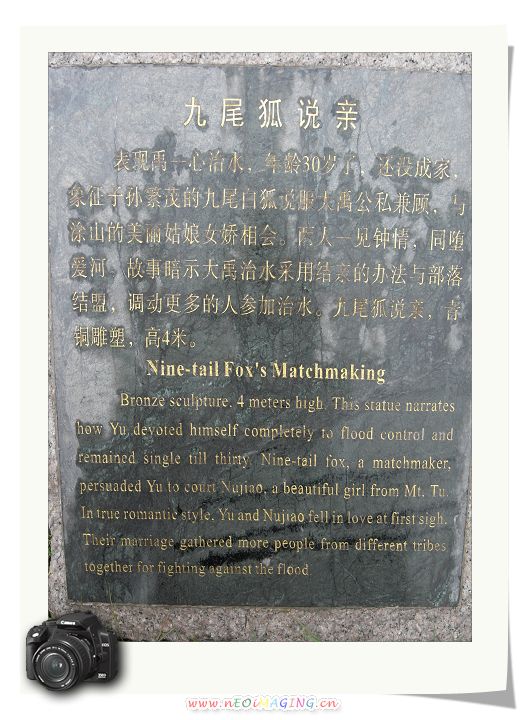 九尾狐说亲
表现禹一心治水，年龄30岁了，还没成家，
象征子孙繁茂的九尾白狐说服大禹公私兼顾，与
涂山的美丽姑娘女娇相会。两人一见钟情，同堕
爱河。故事暗示大禹治水采用结亲的办法与部落
结盟，调动更多的人参加治水。九尾狐说亲，青
铜雕塑，高4米。
Nine-tail Fox's Matchmaking
Bronze sculpture, 4 meters high. This statue narrates
how Yu devoted himself completely to flood control and
remained single till thirty. Nine-tail fox, a matchmaker,
persuaded Yu to court Nujiao, a beautiful girl from Mt. Tu.
In true romantic style, Yu and Nujiao fell in love at first sigh.
Their marriage gathered more people from different tribes
together for fighting against the flood.
Canon
EOS
www.nEOiMAGING.cn